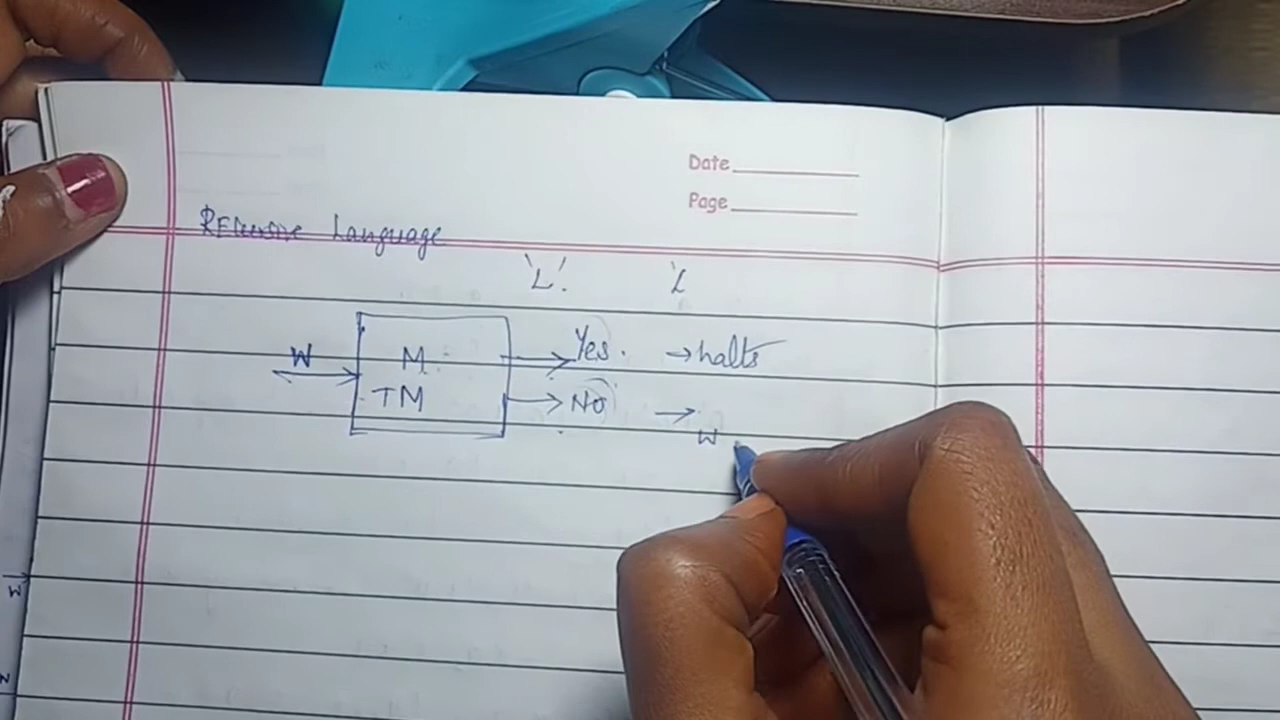 Date
Page
REcursive Language
'L'. 'L
W M Yes. →halts
TM → No →
w